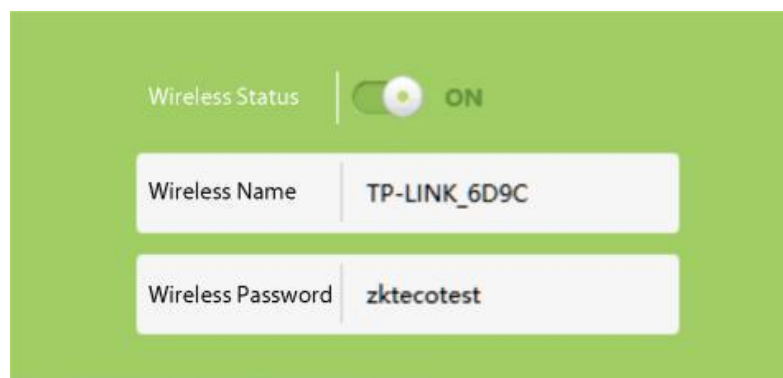 Wireless Status ON
Wireless Name TP-LINK_6D9C
Wireless Password zktecotest